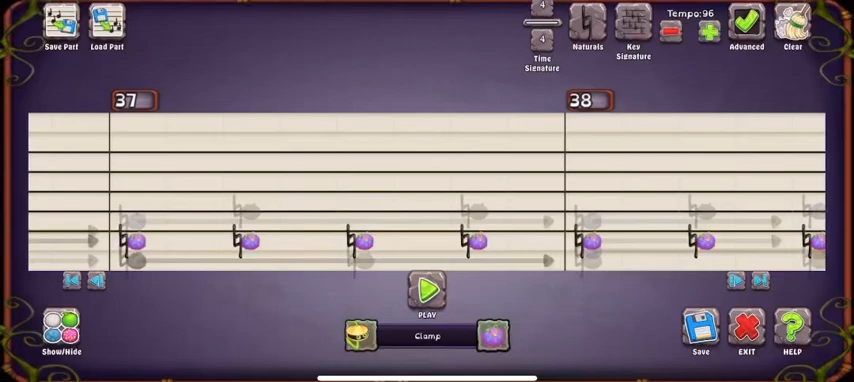 4
4
Tempo:96
Save Part
Load Part
Time
Signature
Naturals
Key
Signature
Advanced
Clear
37
38
PLAY
Clamp
Show/Hide
Save
EXIT
HELP